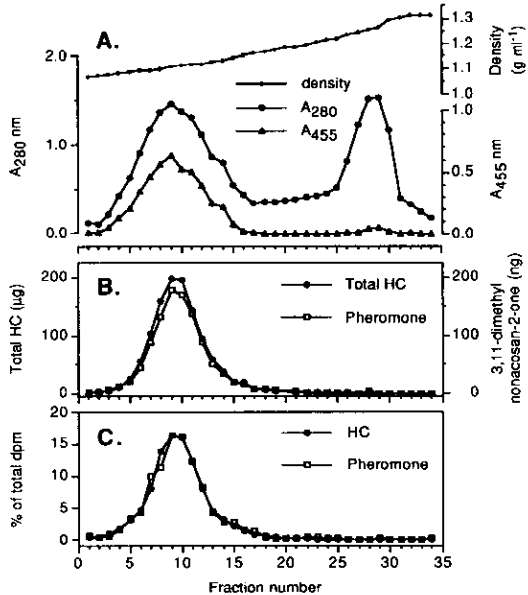 A.
2.0
1.0
0.0
A280 nm
1.3
1.2
1.1
1.0
Density
(g ml-1)
density
A280
A455
1.0
0.5
0.0
A455 nm
B.
200
100
0
Total HC (µg)
Total HC
Pheromone
200
100
0
3,11-dimethyl
nonacosan-2-one (ng)
C.
20
15
10
5
0
% of total dpm
HC
Pheromone
0 5 10 15 20 25 30 35
Fraction number